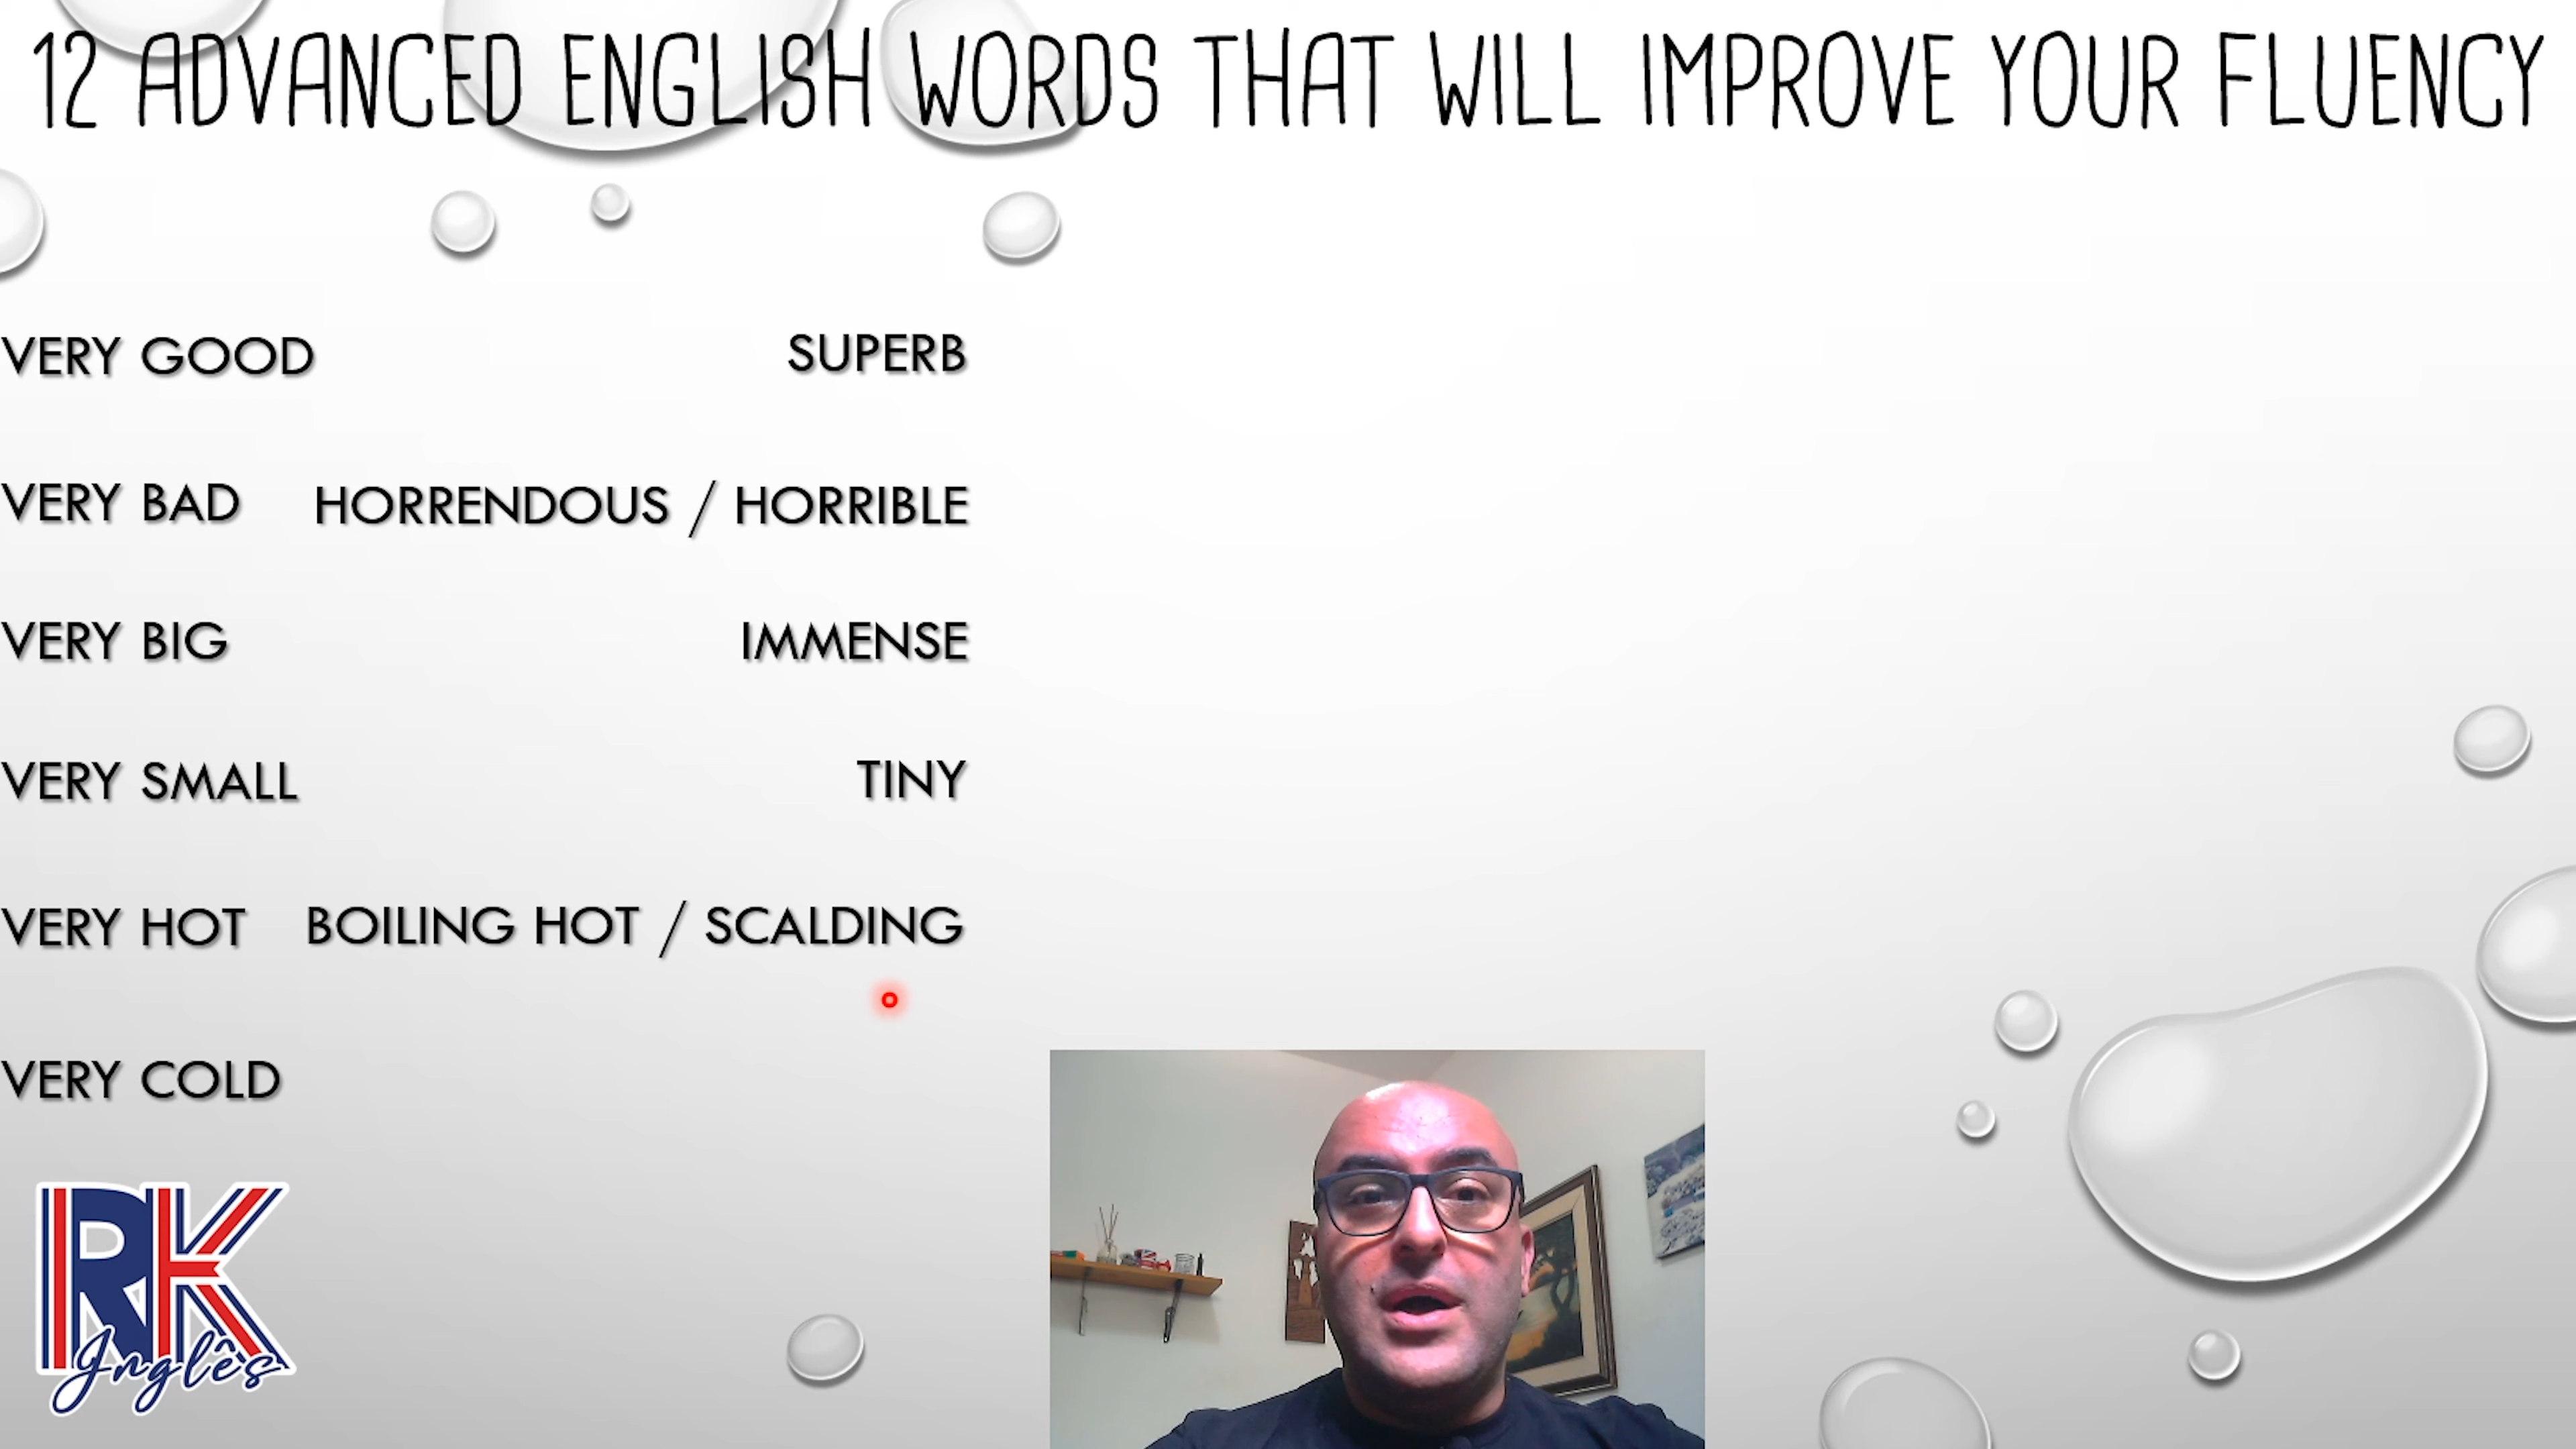 12 ADVANCED ENGLISH WORDS THAT WILL IMPROVE YOUR FLUENCY
VERY GOOD SUPERB
VERY BAD HORRENDOUS / HORRIBLE
VERY BIG IMMENSE
VERY SMALL TINY
VERY HOT BOILING HOT / SCALDING
VERY COLD
RK
Inglês